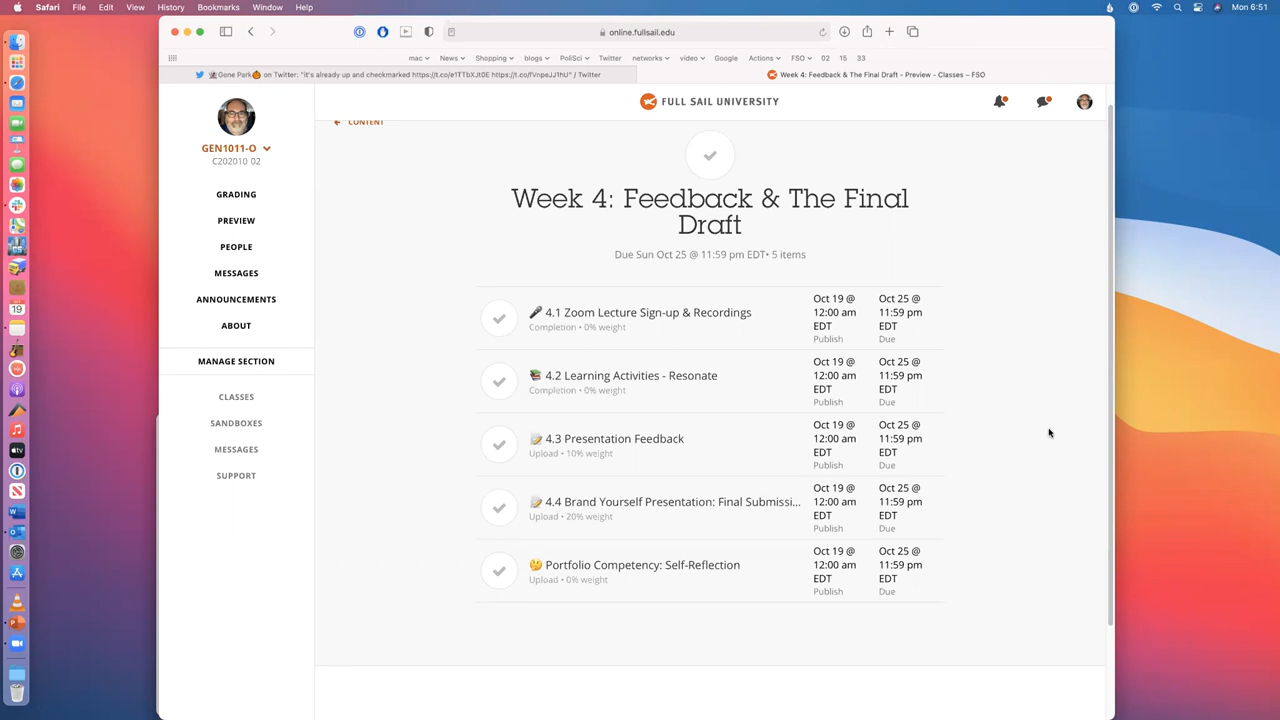 Safari File Edit View History Bookmarks Window Help Mon 6:51
online.fullsail.edu
mac News Shopping blogs PoliSci Twitter networks video Google Actions FSO 02 15 33
Gene Park🎃 on Twitter: "it's already up and checkmarked https://t.co/e1TTbXJt0E https://t.co/fVnpeJJ1hU" / Twitter
Week 4: Feedback & The Final Draft - Preview - Classes – FSO
FULL SAIL UNIVERSITY
GEN1011-O
C202010 02
GRADING
PREVIEW
PEOPLE
MESSAGES
ANNOUNCEMENTS
ABOUT
MANAGE SECTION
CLASSES
SANDBOXES
MESSAGES
SUPPORT
19
← CONTENT
Week 4: Feedback & The Final
Draft
Due Sun Oct 25 @ 11:59 pm EDT• 5 items
🎤 4.1 Zoom Lecture Sign-up & Recordings
Completion • 0% weight
Oct 19 @
12:00 am
EDT
Publish
Oct 25 @
11:59 pm
EDT
Due
📚 4.2 Learning Activities - Resonate
Completion • 0% weight
Oct 19 @
12:00 am
EDT
Publish
Oct 25 @
11:59 pm
EDT
Due
📝 4.3 Presentation Feedback
Upload • 10% weight
Oct 19 @
12:00 am
EDT
Publish
Oct 25 @
11:59 pm
EDT
Due
📝 4.4 Brand Yourself Presentation: Final Submissi...
Upload • 20% weight
Oct 19 @
12:00 am
EDT
Publish
Oct 25 @
11:59 pm
EDT
Due
🤔 Portfolio Competency: Self-Reflection
Upload • 0% weight
Oct 19 @
12:00 am
EDT
Publish
Oct 25 @
11:59 pm
EDT
Due